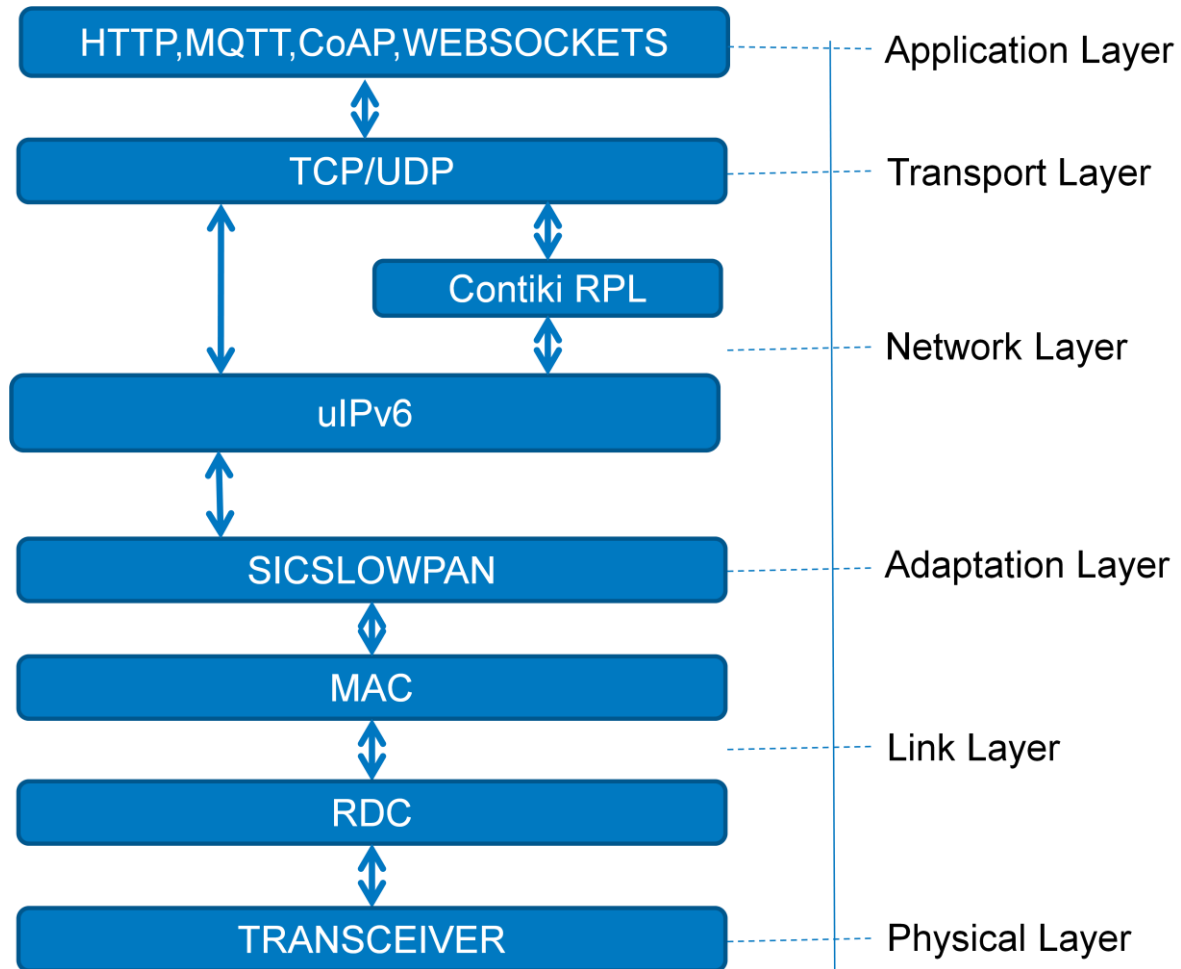 HTTP,MQTT,CoAP,WEBSOCKETS
Application Layer
TCP/UDP
Transport Layer
Contiki RPL
Network Layer
uIPv6
SICSLOWPAN
Adaptation Layer
MAC
Link Layer
RDC
TRANSCEIVER
Physical Layer